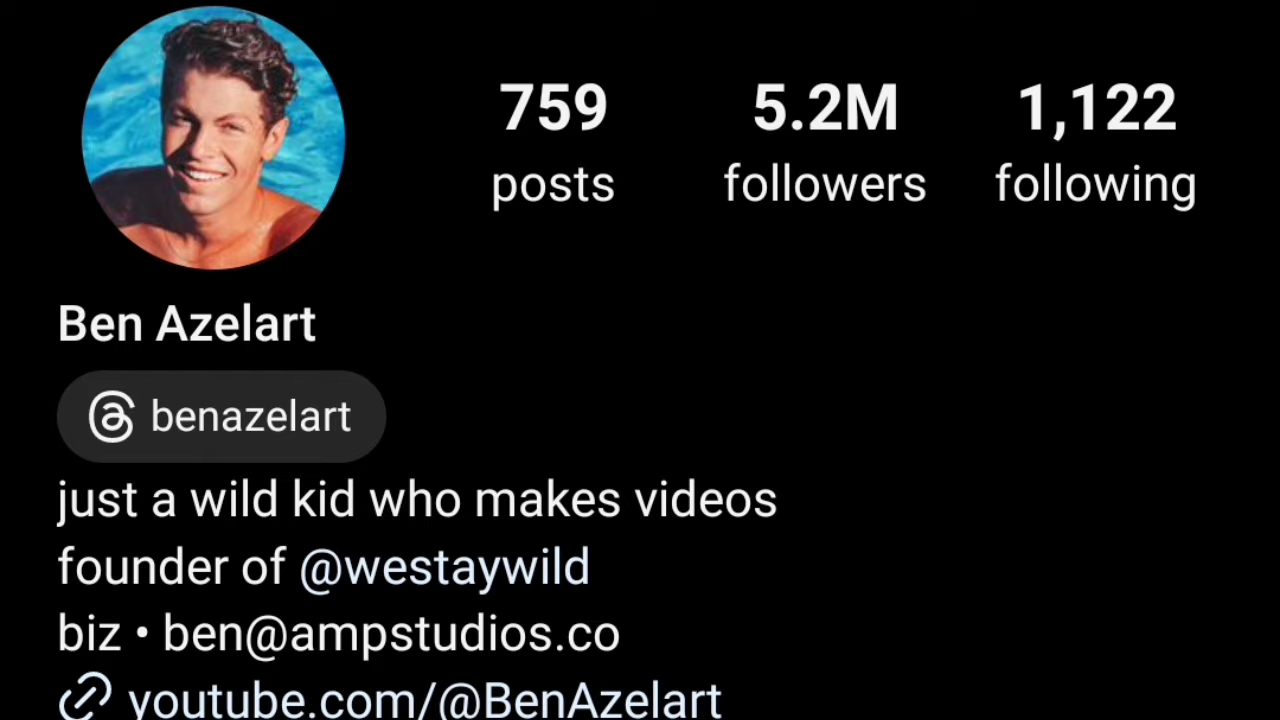 759 5.2M 1,122
posts followers following
Ben Azelart
benazelart
just a wild kid who makes videos
founder of @westaywild
biz • ben@ampstudios.co
youtube.com/@BenAzelart